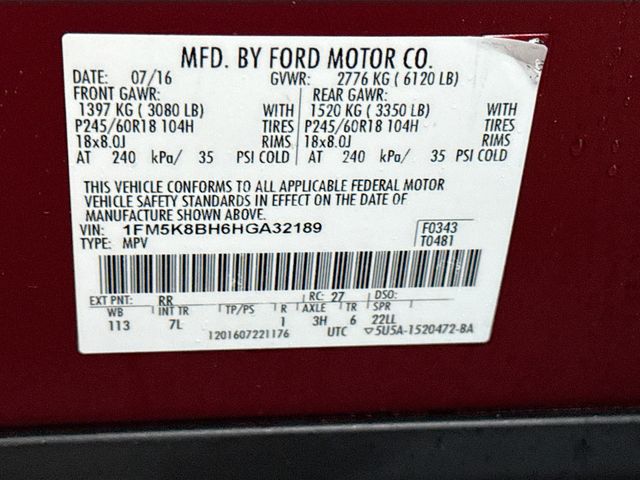 MFD. BY FORD MOTOR CO.
DATE: 07/16 GVWR: 2776 KG ( 6120 LB)
FRONT GAWR: REAR GAWR:
1397 KG ( 3080 LB) WITH 1520 KG ( 3350 LB) WITH
P245/60R18 104H TIRES P245/60R18 104H TIRES
18x8.0J RIMS 18x8.0J RIMS
AT 240 kPa/ 35 PSI COLD AT 240 kPa/ 35 PSI COLD
THIS VEHICLE CONFORMS TO ALL APPLICABLE FEDERAL MOTOR
VEHICLE SAFETY STANDARDS IN EFFECT ON THE DATE OF
MANUFACTURE SHOWN ABOVE.
VIN: 1FM5K8BH6HGA32189 F0343
TYPE: MPV T0481
EXT PNT: RR RC: 27 DSO:
WB INT TR TP/PS R AXLE TR SPR
113 7L 1 3H 6 22LL
1201607221176 UTC ▽5U5A-1520472-BA